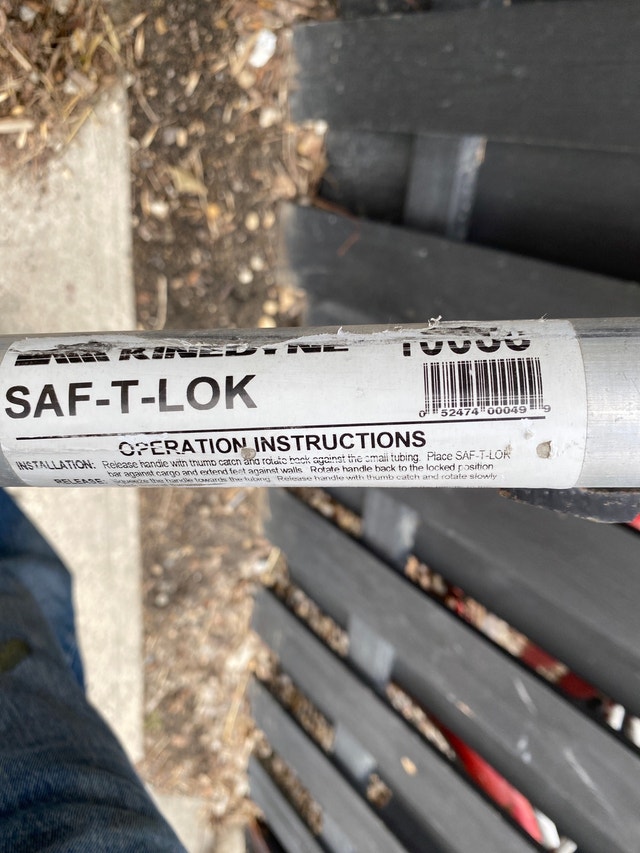 KINEDYNE
SAF-T-LOK
0 52474 00049 9
OPERATION INSTRUCTIONS
INSTALLATION: Release handle with thumb catch and rotate back against the small tubing. Place SAF-T-LOK
bar against cargo and extend feet against walls. Rotate handle back to the locked position
RELEASE Squeeze the handle towards the tubing. Release handle with thumb catch and rotate slowly